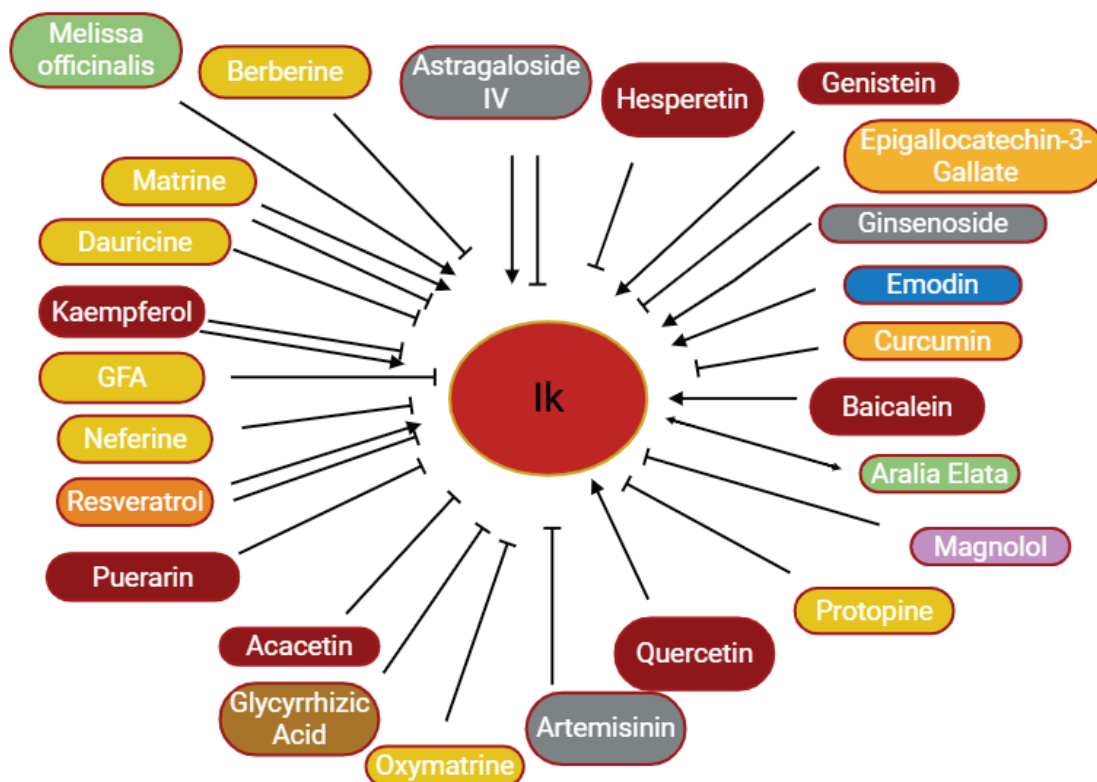 Melissa
officinalis
Berberine
Astragaloside
IV
Hesperetin
Genistein
Epigallocatechin-3-
Gallate
Matrine
Dauricine
Ginsenoside
Kaempferol
Emodin
GFA
Curcumin
Ik
Baicalein
Neferine
Resveratrol
Aralia Elata
Puerarin
Magnolol
Protopine
Acacetin
Quercetin
Glycyrrhizic
Acid
Artemisinin
Oxymatrine